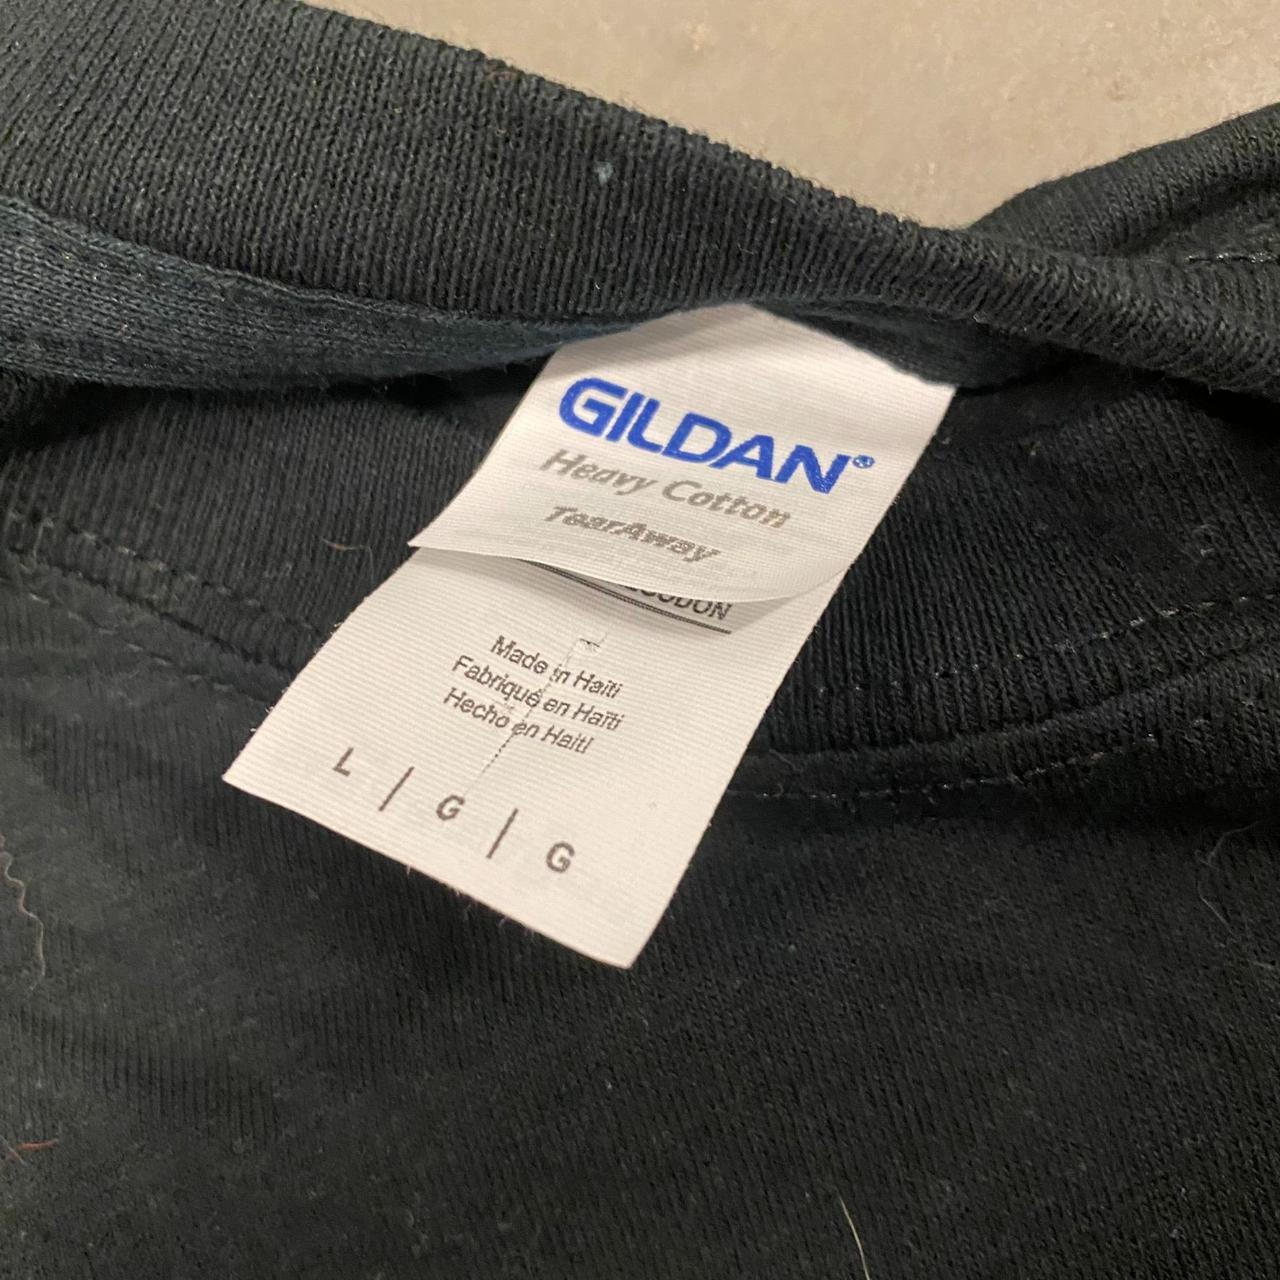 GILDAN®
Heavy Cotton
TearAway
Made in Haiti
Fabriqué en Haïti
Hecho en Haití
L | G | G